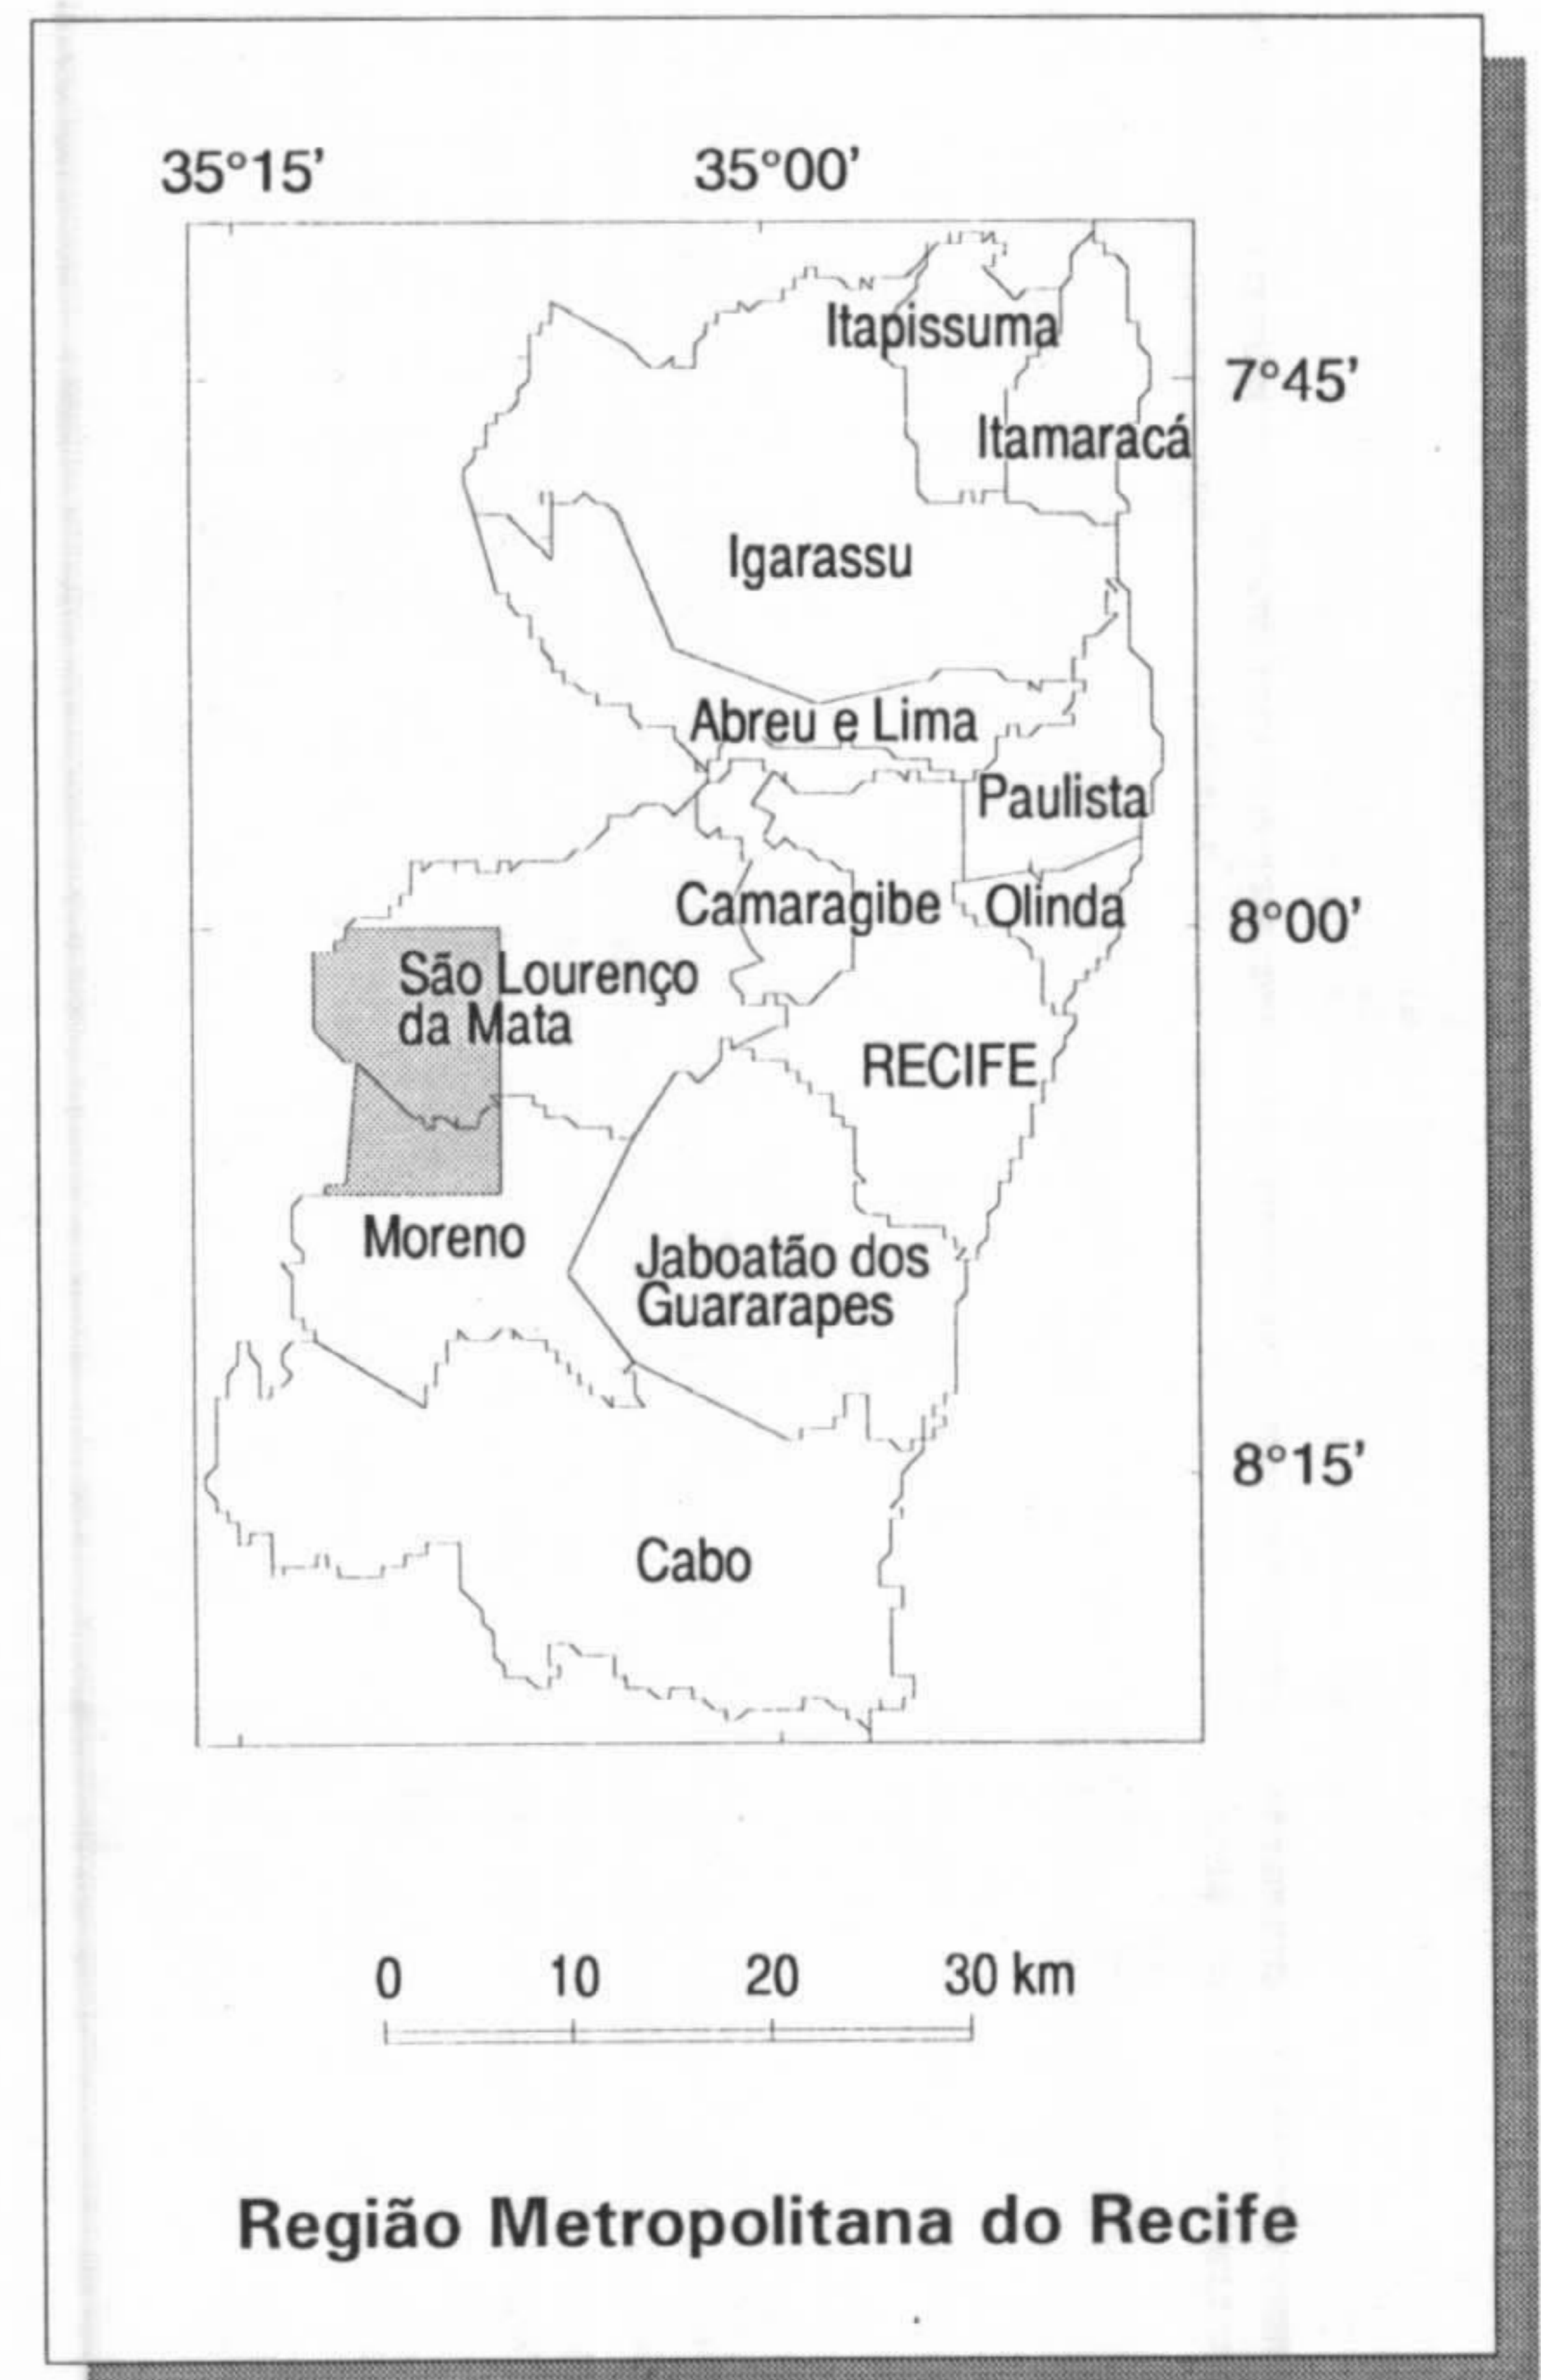 35°15' 35°00'
Itapissuma
7°45'
Itamaracá
Igarassu
Abreu e Lima
Paulista
Camaragibe
Olinda
8°00'
São Lourenço
da Mata
RECIFE
Moreno
Jaboatão dos
Guararapes
8°15'
Cabo
0 10 20 30 km
Região Metropolitana do Recife